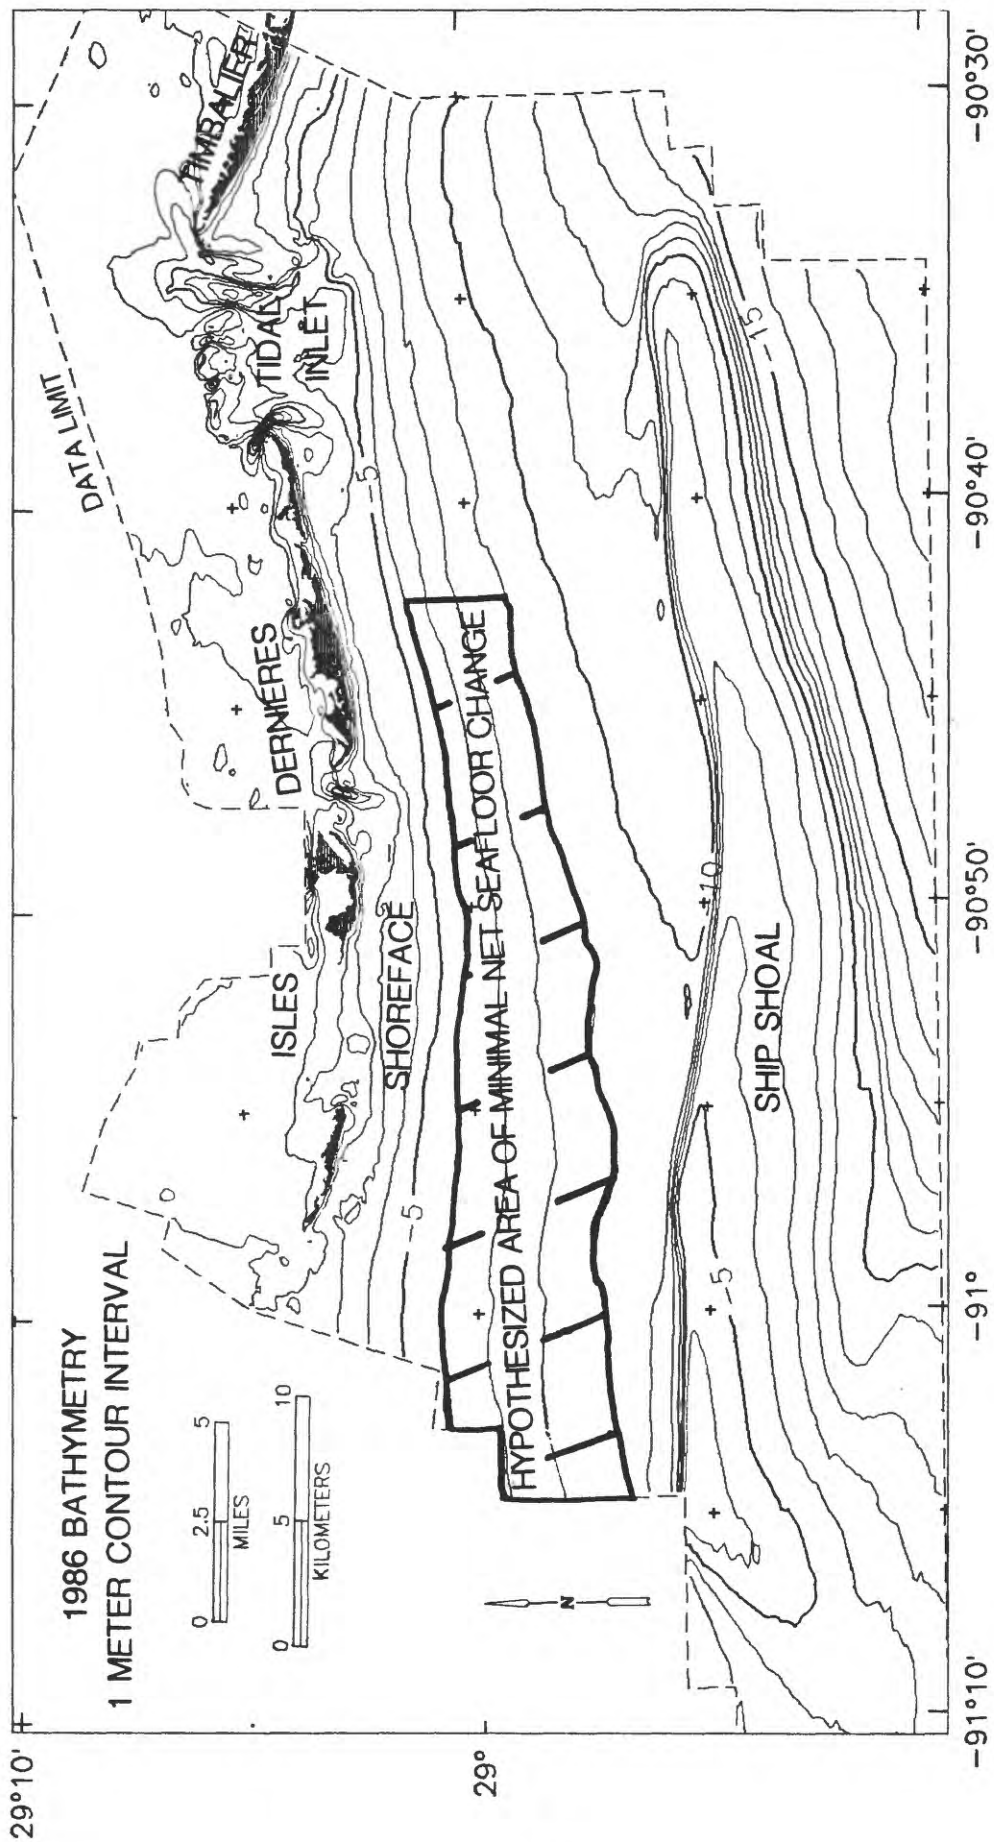 1986 BATHYMETRY
1 METER CONTOUR INTERVAL
0 2.5 5
MILES
0 5 10
KILOMETERS
N
DATA LIMIT
TIMBALIER
TIDAL
INLET
ISLES
DERNIERES
SHOREFACE
-5
-5
HYPOTHESIZED AREA OF MINIMAL NET SEAFLOOR CHANGE
-10
-5
-15
SHIP SHOAL
29°10'
29°
-91°10'
-91°
-90°50'
-90°40'
-90°30'